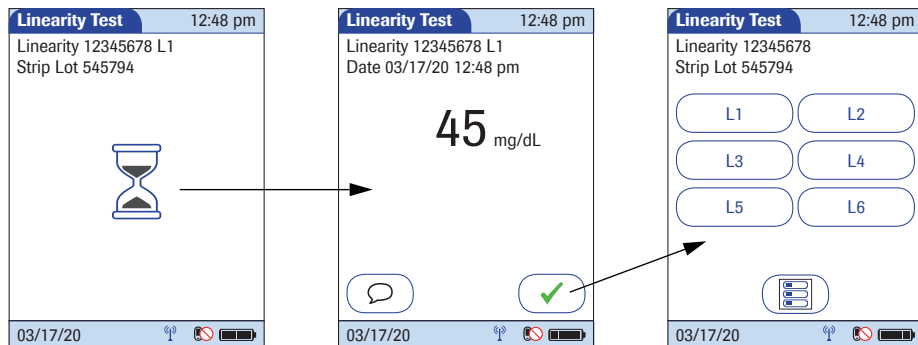 Linearity Test 12:48 pm
Linearity 12345678 L1
Strip Lot 545794
03/17/20
Linearity Test 12:48 pm
Linearity 12345678 L1
Date 03/17/20 12:48 pm
45 mg/dL
03/17/20
Linearity Test 12:48 pm
Linearity 12345678
Strip Lot 545794
L1 L2
L3 L4
L5 L6
03/17/20